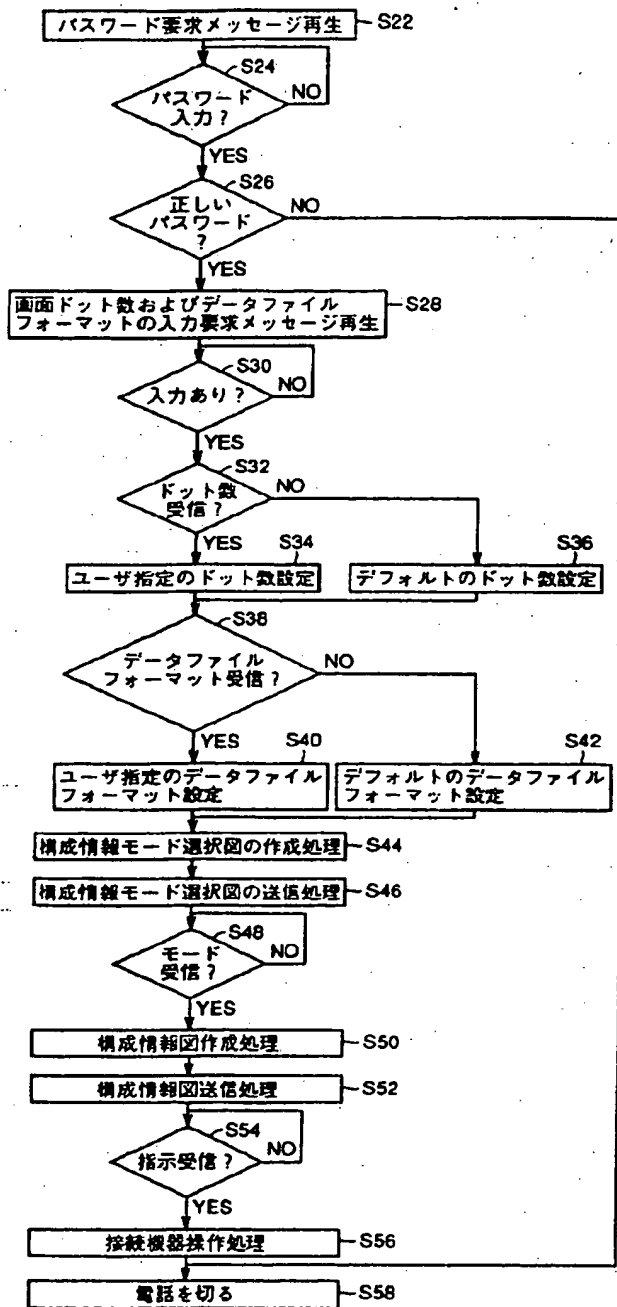 パスワード要求メッセージ再生
S22
S24
パスワード
入力?
NO
YES
S26
正しい
パスワード
?
NO
YES
画面ドット数およびデータファイル
フォーマットの入力要求メッセージ再生
S28
S30
入力あり?
NO
YES
S32
ドット数
受信?
NO
YES
S34
ユーザ指定のドット数設定
S36
デフォルトのドット数設定
S38
データファイル
フォーマット受信?
NO
YES
S40
ユーザ指定のデータファイル
フォーマット設定
S42
デフォルトのデータファイル
フォーマット設定
構成情報モード選択図の作成処理
S44
構成情報モード選択図の送信処理
S46
S48
モード
受信?
NO
YES
構成情報図作成処理
S50
構成情報図送信処理
S52
S54
指示受信?
NO
YES
接続機器操作処理
S56
電話を切る
S58